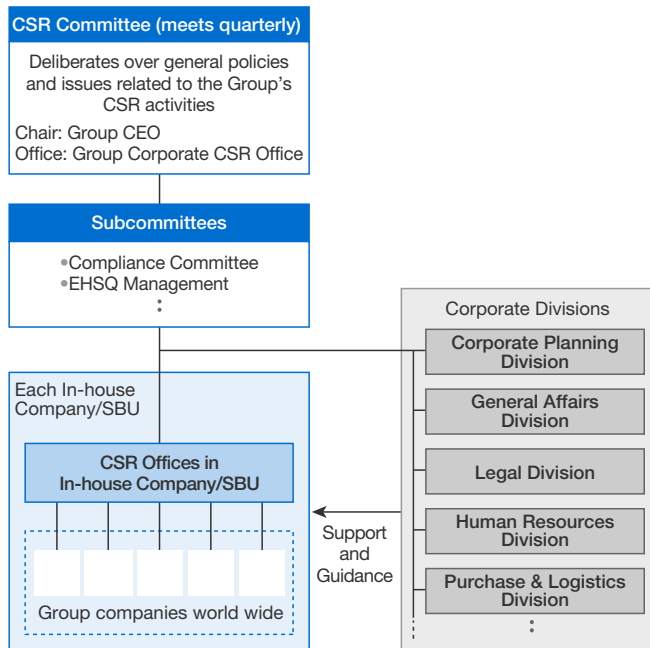 CSR Committee (meets quarterly)
Deliberates over general policies
and issues related to the Group's
CSR activities
Chair: Group CEO
Office: Group Corporate CSR Office
Subcommittees
•Compliance Committee
•EHSQ Management
:
Corporate Divisions
Corporate Planning
Division
General Affairs
Division
Legal Division
Human Resources
Division
Purchase & Logistics
Division
:
Each In-house
Company/SBU
CSR Offices in
In-house Company/SBU
Group companies world wide
Support
and
Guidance